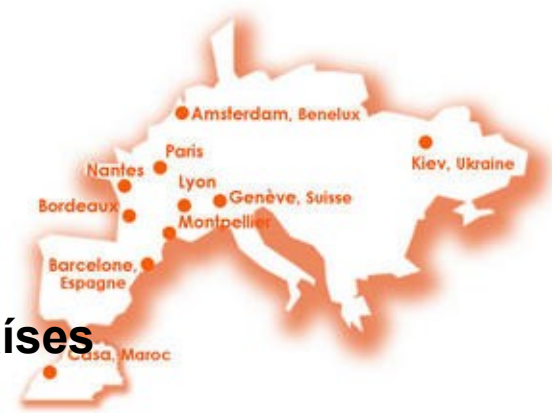 Amsterdam, Benelux
Paris
Kiev, Ukraine
Nantes
Lyon
Genève, Suisse
Bordeaux
Montpellier
Barcelone,
Espagne
íses
Casa, Maroc